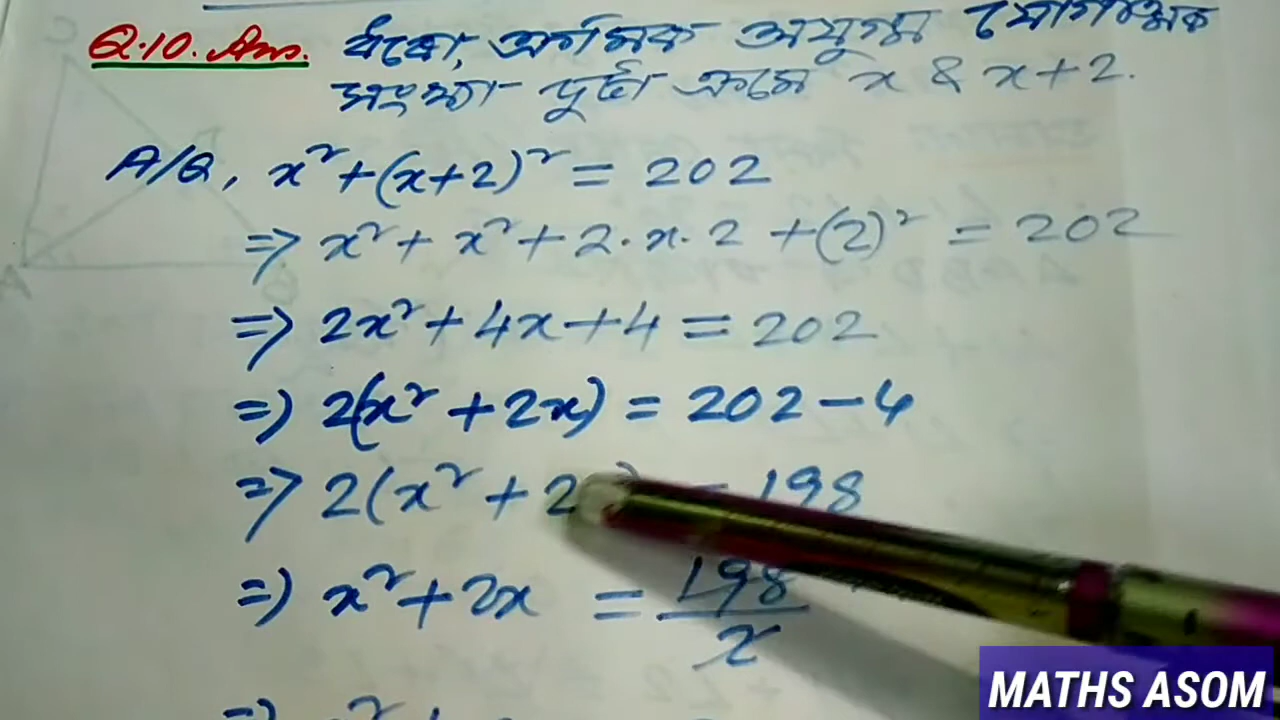 Q.10. Ans. ধৰো, ক্ৰমিক অযুগ্ম যোগাত্মক
সংখ্যা দুটা ক্ৰমে x & x+2.
A/Q, x² + (x+2)² = 202
⇒ x² + x² + 2·x·2 + (2)² = 202
⇒ 2x² + 4x + 4 = 202
⇒ 2(x² + 2x) = 202 - 4
⇒ 2(x² + 2 = 198
⇒ x² + 2x = 198/x
MATHS ASOM